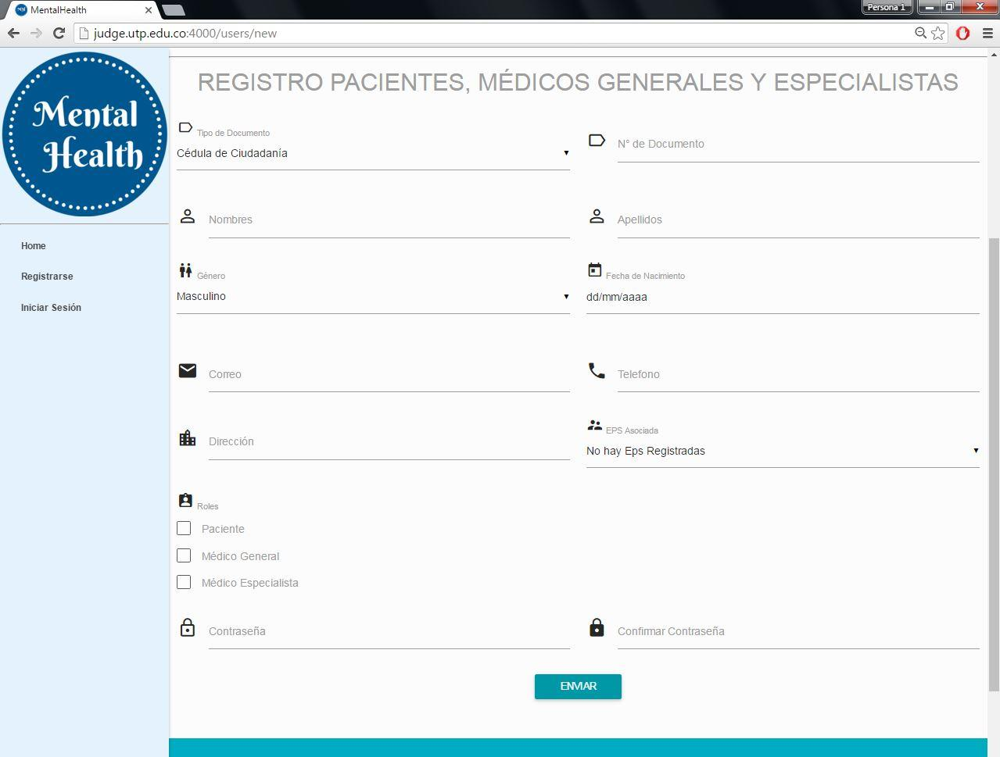 MentalHealth
Persona 1
judge.utp.edu.co:4000/users/new
Mental
Health
Home
Registrarse
Iniciar Sesión
REGISTRO PACIENTES, MÉDICOS GENERALES Y ESPECIALISTAS
Tipo de Documento
Cédula de Ciudadanía
N° de Documento
Nombres
Apellidos
Género
Masculino
Fecha de Nacimiento
dd/mm/aaaa
Correo
Telefono
Dirección
EPS Asociada
No hay Eps Registradas
Roles
Paciente
Médico General
Médico Especialista
Contraseña
Confirmar Contraseña
ENVIAR